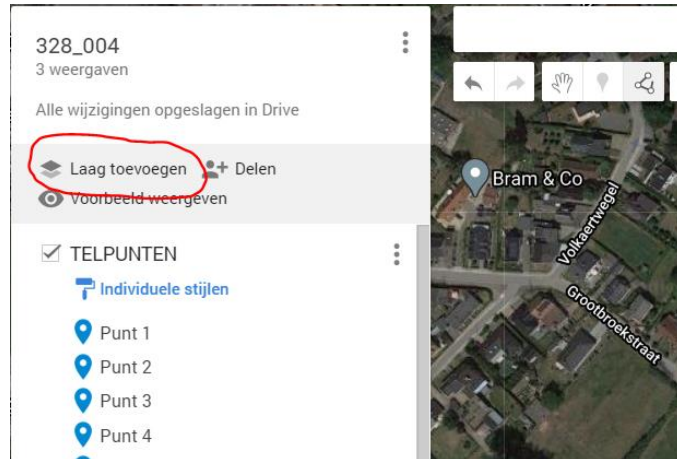 328_004
3 weergaven
Alle wijzigingen opgeslagen in Drive
Laag toevoegen Delen
Voorbeeld weergeven
TELPUNTEN
Individuele stijlen
Punt 1
Punt 2
Punt 3
Punt 4
Bram & Co
Volkaertwegel
Grootbroekstraat